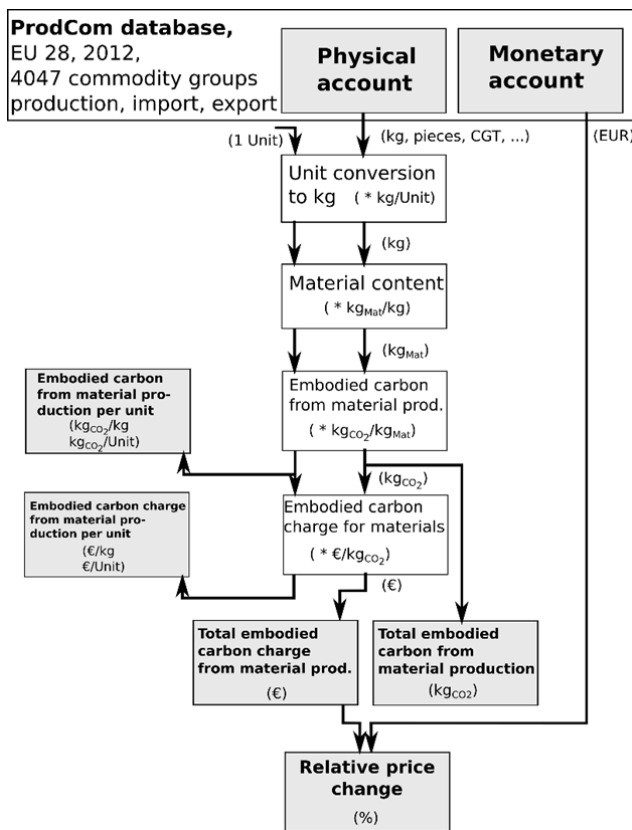 ProdCom database,
EU 28, 2012,
4047 commodity groups
production, import, export
Physical
account
Monetary
account
(1 Unit)
(kg, pieces, CGT, ...)
(EUR)
Unit conversion
to kg ( * kg/Unit)
(kg)
Material content
( * kgMat/kg)
(kgMat)
Embodied carbon
from material pro-
duction per unit
(kgCO2/kg
kgCO2/Unit)
Embodied carbon
from material prod.
( * kgCO2/kgMat)
(kgCO2)
Embodied carbon charge
from material pro-
duction per unit
(€/kg
€/Unit)
Embodied carbon
charge for materials
( * €/kgCO2)
(€)
Total embodied
carbon charge
from material prod.
(€)
Total embodied
carbon from
material production
(kgCO2)
Relative price
change
(%)